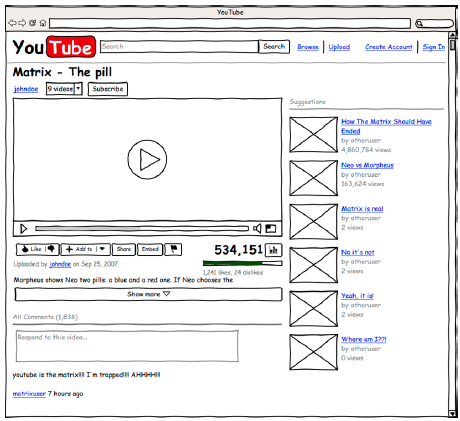 YouTube
YouTube
Search
Search
Browse
Upload
Create Account
Sign In
Matrix - The pill
johndoe
9 videos
Subscribe
Suggestions
How The Matrix Should Have
Ended
by otheruser
4,860,784 views
Neo vs Morpheus
by otheruser
163,624 views
Matrix is real
by otheruser
2 views
No it's not
by otheruser
2 views
Yeah, it is!
by otheruser
2 views
Where am I??!
by otheruser
0 views
Like
Add to
Share
Embed
534,151
Uploaded by johndoe on Sep 25, 2007
1,241 likes, 24 dislikes
Morpheus shows Neo two pills: a blue and a red one. If Neo chooses the
Show more
All Comments (1,838)
Respond to this video...
youtube is the matrix!!!! I'm trapped!!!! AHHHH!!!
matrixuser 7 hours ago